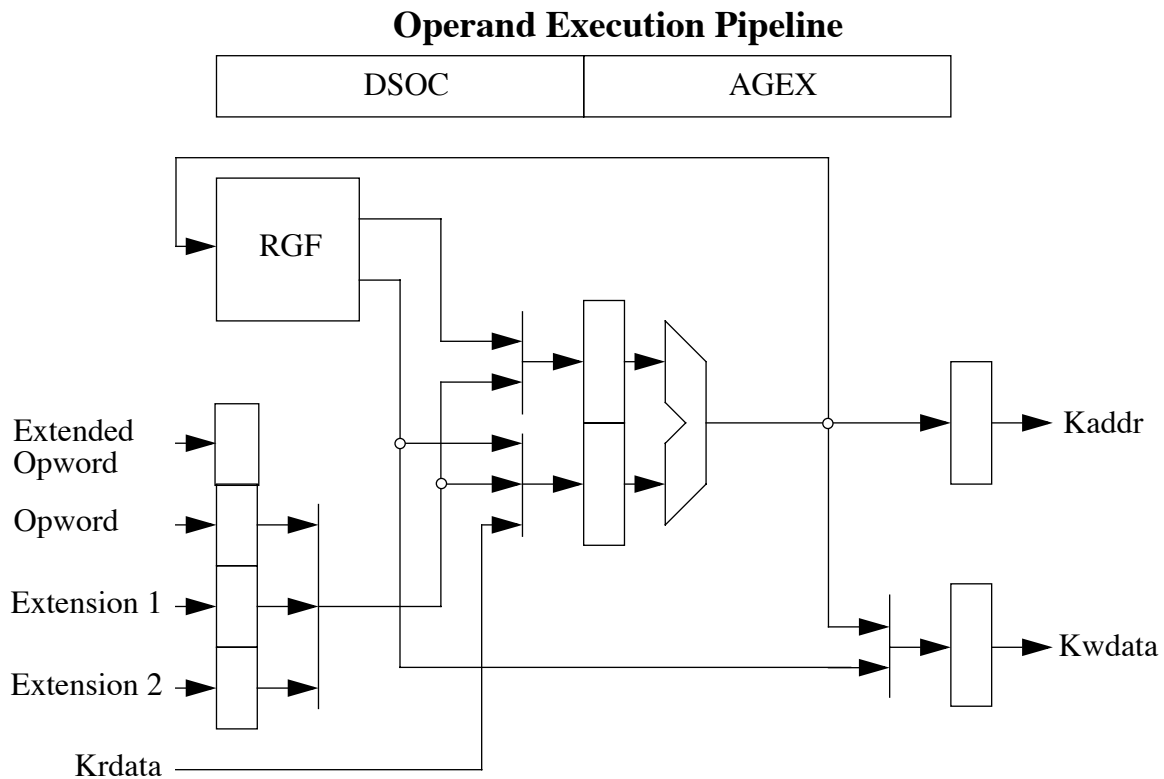 Operand Execution Pipeline
DSOC
AGEX
RGF
Extended
Opword
Opword
Extension 1
Extension 2
Krdata
Kaddr
Kwdata